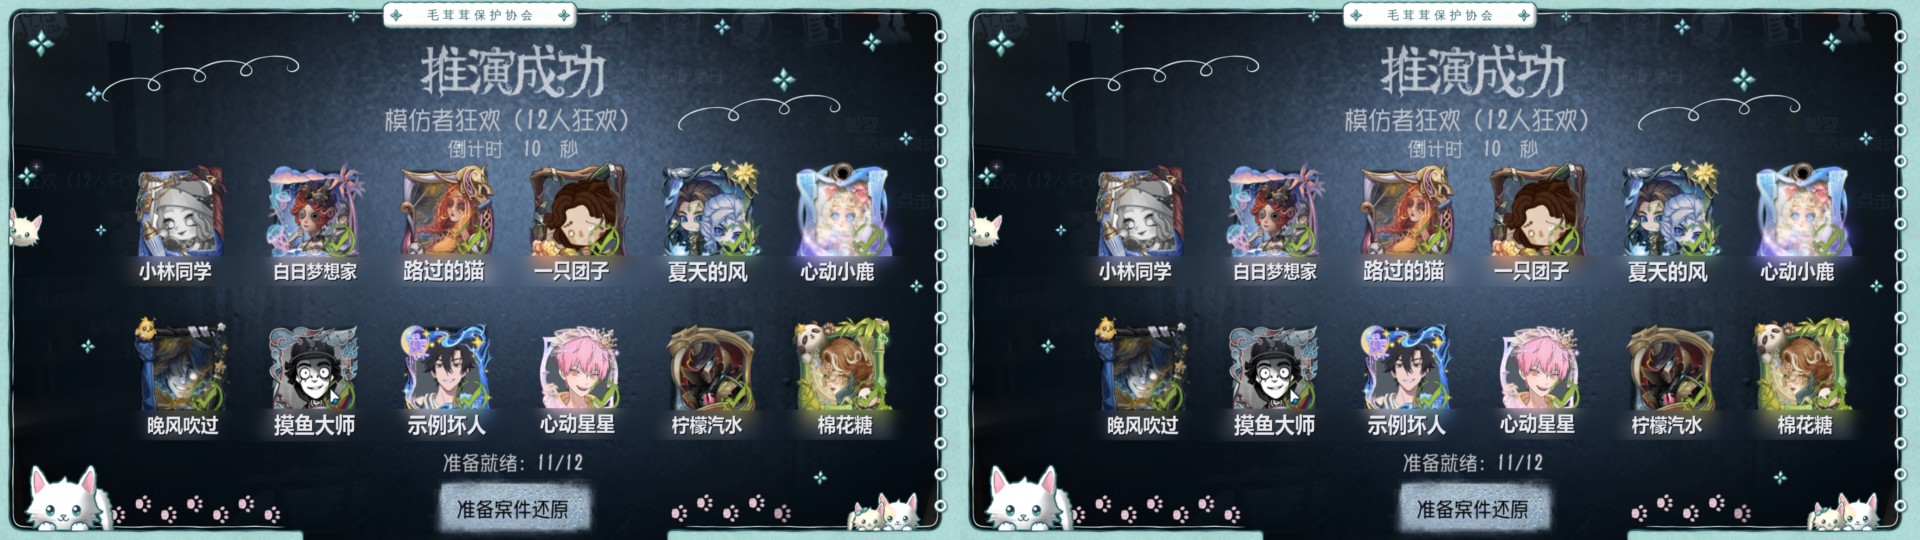 毛茸茸保护协会
推演成功
模仿者狂欢（12人狂欢）
倒计时 10 秒
小林同学 白日梦想家 路过的猫 一只团子 夏天的风 心动小鹿
晚风吹过 摸鱼大师 示例坏人 心动星星 柠檬汽水 棉花糖
准备就绪：11/12
准备案件还原
毛茸茸保护协会
推演成功
模仿者狂欢（12人狂欢）
倒计时 10 秒
小林同学 白日梦想家 路过的猫 一只团子 夏天的风 心动小鹿
晚风吹过 摸鱼大师 示例坏人 心动星星 柠檬汽水 棉花糖
准备就绪：11/12
准备案件还原